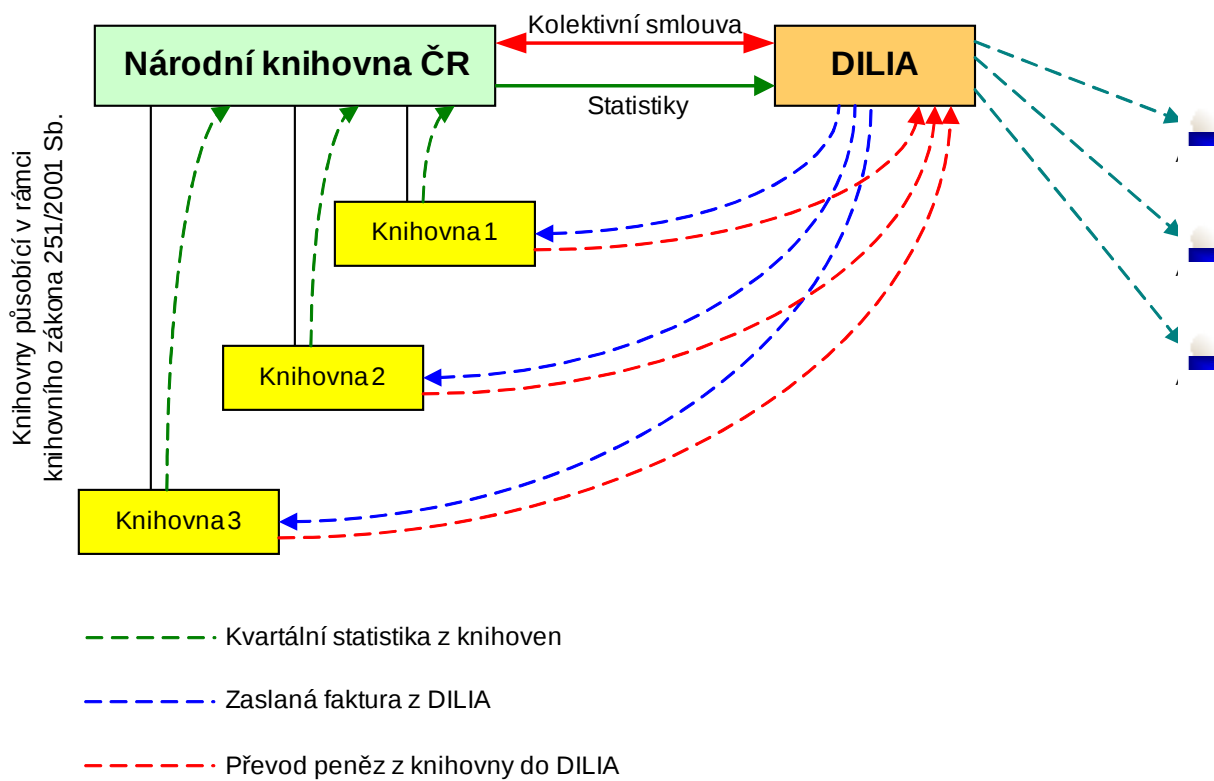 Kolektivní smlouva
Národní knihovna ČR
DILIA
Statistiky
Knihovny působící v rámci
knihovního zákona 251/2001 Sb.
Knihovna 1
Knihovna 2
Knihovna 3
Kvartální statistika z knihoven
Zaslaná faktura z DILIA
Převod peněz z knihovny do DILIA